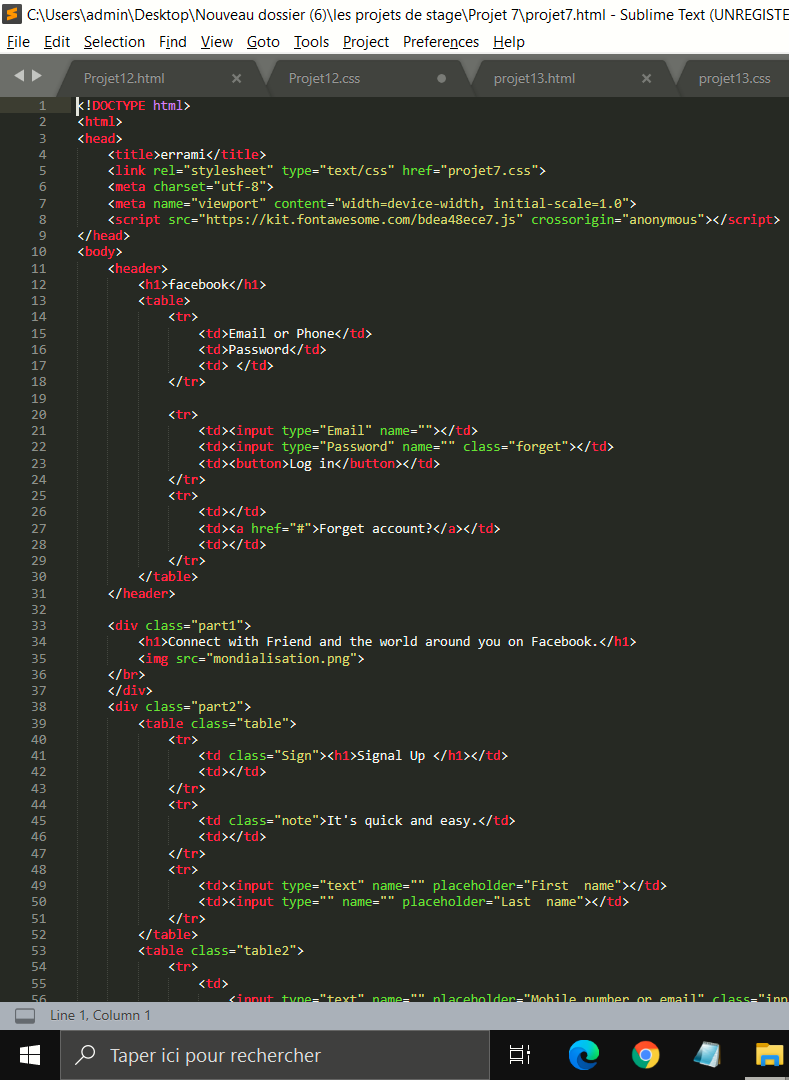 C:\Users\admin\Desktop\Nouveau dossier (6)\les projets de stage\Projet 7\projet7.html - Sublime Text (UNREGISTE
File Edit Selection Find View Goto Tools Project Preferences Help
Projet12.html Projet12.css projet13.html projet13.css
1 <!DOCTYPE html>
2 <html>
3 <head>
4 <title>errami</title>
5 <link rel="stylesheet" type="text/css" href="projet7.css">
6 <meta charset="utf-8">
7 <meta name="viewport" content="width=device-width, initial-scale=1.0">
8 <script src="https://kit.fontawesome.com/bdea48ece7.js" crossorigin="anonymous"></script>
9 </head>
10 <body>
11 <header>
12 <h1>facebook</h1>
13 <table>
14 <tr>
15 <td>Email or Phone</td>
16 <td>Password</td>
17 <td> </td>
18 </tr>
19
20 <tr>
21 <td><input type="Email" name=""></td>
22 <td><input type="Password" name="" class="forget"></td>
23 <td><button>Log in</button></td>
24 </tr>
25 <tr>
26 <td></td>
27 <td><a href="#">Forget account?</a></td>
28 <td></td>
29 </tr>
30 </table>
31 </header>
32
33 <div class="part1">
34 <h1>Connect with Friend and the world around you on Facebook.</h1>
35 <img src="mondialisation.png">
36 </br>
37 </div>
38 <div class="part2">
39 <table class="table">
40 <tr>
41 <td class="Sign"><h1>Signal Up </h1></td>
42 <td></td>
43 </tr>
44 <tr>
45 <td class="note">It's quick and easy.</td>
46 <td></td>
47 </tr>
48 <tr>
49 <td><input type="text" name="" placeholder="First  name"></td>
50 <td><input type="" name="" placeholder="Last  name"></td>
51 </tr>
52 </table>
53 <table class="table2">
54 <tr>
55 <td>
56 <input type="text" name="" placeholder="Mobile number or email" class="inp
Line 1, Column 1
Taper ici pour rechercher